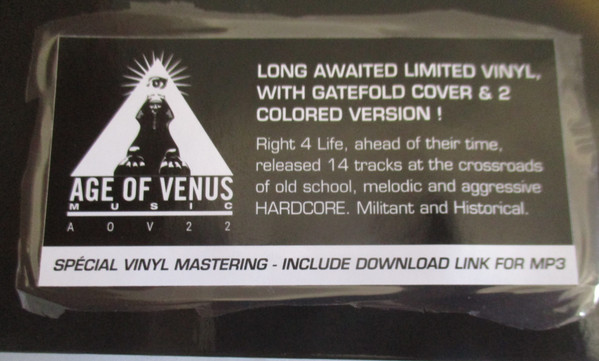 LONG AWAITED LIMITED VINYL,
WITH GATEFOLD COVER & 2
COLORED VERSION !
Right 4 Life, ahead of their time,
released 14 tracks at the crossroads
of old school, melodic and aggressive
HARDCORE. Militant and Historical.
AGE OF VENUS
MUSIC
AOV22
SPÉCIAL VINYL MASTERING - INCLUDE DOWNLOAD LINK FOR MP3